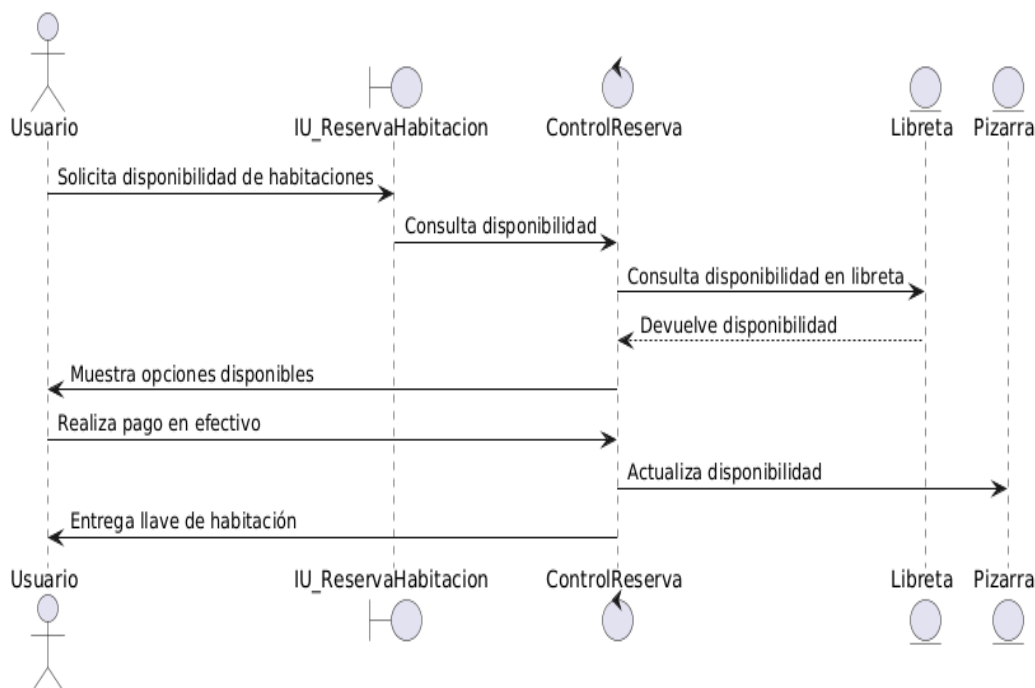 Usuario
IU_ReservaHabitacion
ControlReserva
Libreta
Pizarra
Solicita disponibilidad de habitaciones
Consulta disponibilidad
Consulta disponibilidad en libreta
Devuelve disponibilidad
Muestra opciones disponibles
Realiza pago en efectivo
Actualiza disponibilidad
Entrega llave de habitación
Usuario
IU_ReservaHabitacion
ControlReserva
Libreta
Pizarra